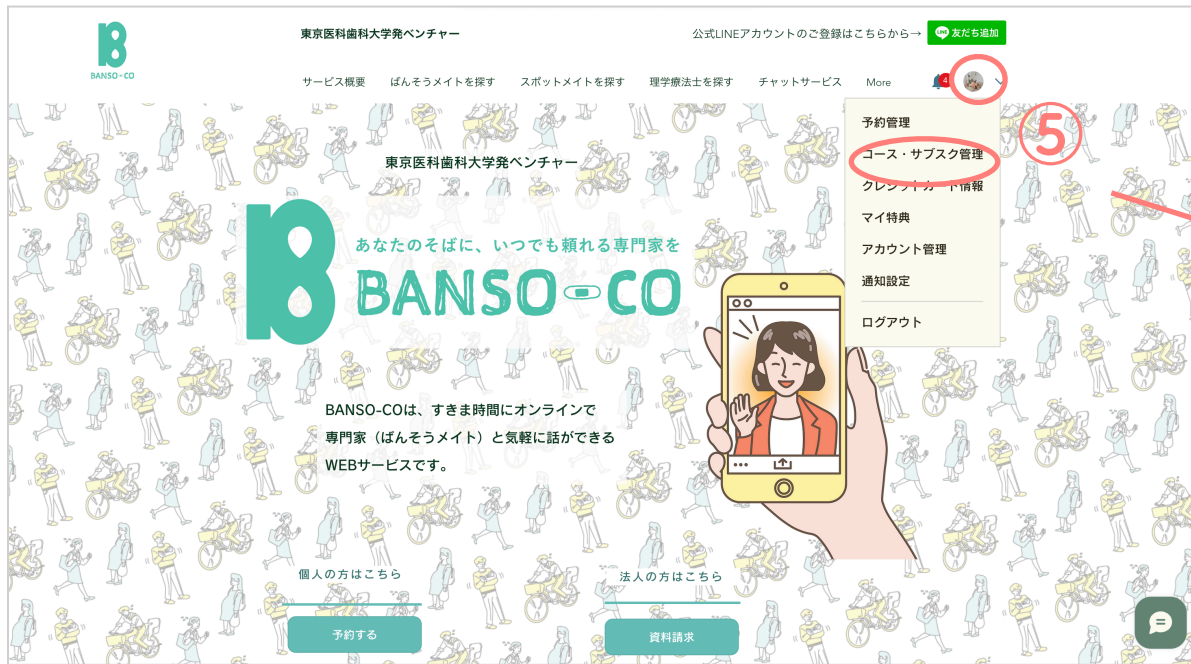 東京医科歯科大学発ベンチャー
公式LINEアカウントのご登録はこちらから→
LINE 友だち追加
BANSO-CO
サービス概要 ばんそうメイトを探す スポットメイトを探す 理学療法士を探す チャットサービス More
4
予約管理
⑤
コース・サブスク管理
クレジットカード情報
マイ特典
アカウント管理
通知設定
ログアウト
東京医科歯科大学発ベンチャー
あなたのそばに、いつでも頼れる専門家を
BANSO-CO
BANSO-COは、すきま時間にオンラインで
専門家（ばんそうメイト）と気軽に話ができる
WEBサービスです。
個人の方はこちら
予約する
法人の方はこちら
資料請求